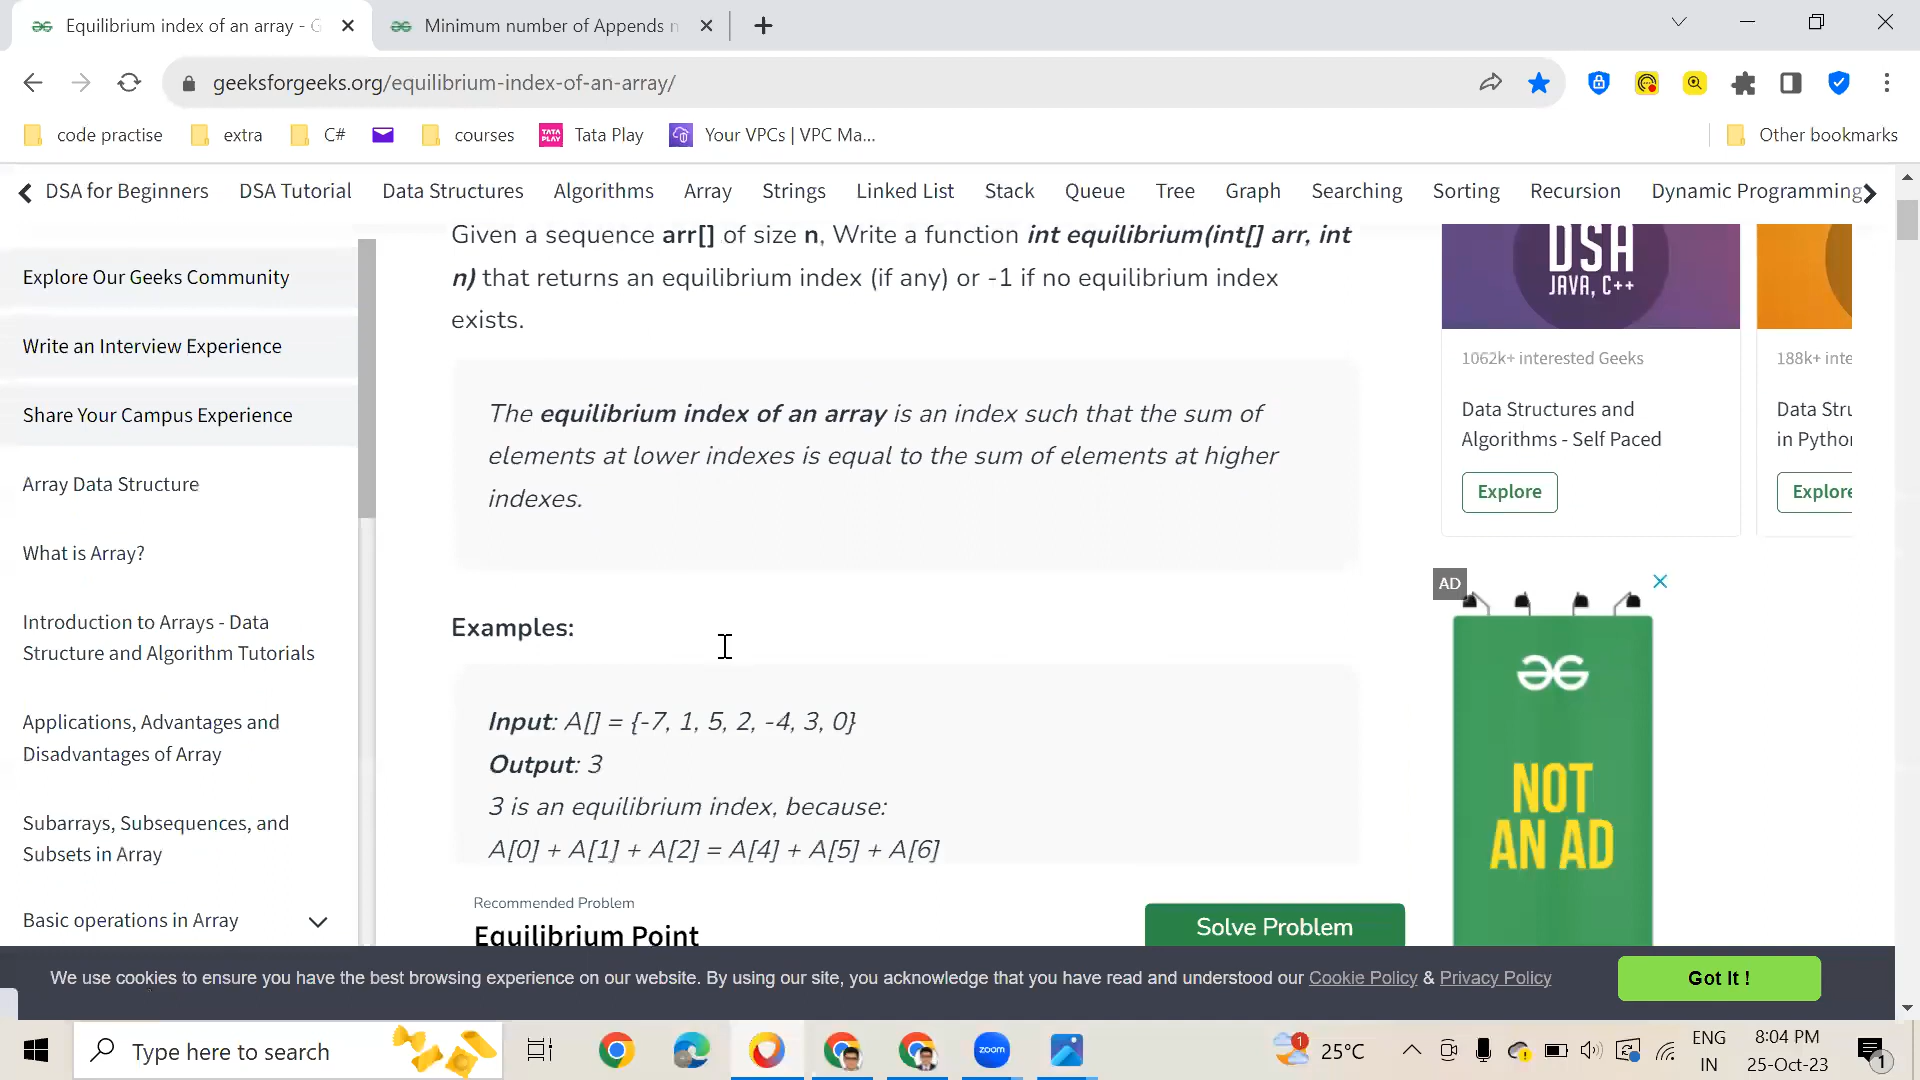 Equilibrium index of an array - G
Minimum number of Appends n
geeksforgeeks.org/equilibrium-index-of-an-array/
code practise
extra
C#
courses
TATA PLAY
Tata Play
Your VPCs | VPC Ma...
Other bookmarks
DSA for Beginners
DSA Tutorial
Data Structures
Algorithms
Array
Strings
Linked List
Stack
Queue
Tree
Graph
Searching
Sorting
Recursion
Dynamic Programming
Explore Our Geeks Community
Write an Interview Experience
Share Your Campus Experience
Array Data Structure
What is Array?
Introduction to Arrays - Data
Structure and Algorithm Tutorials
Applications, Advantages and
Disadvantages of Array
Subarrays, Subsequences, and
Subsets in Array
Basic operations in Array
Given a sequence arr[] of size n, Write a function int equilibrium(int[] arr, int
n) that returns an equilibrium index (if any) or -1 if no equilibrium index
exists.
The equilibrium index of an array is an index such that the sum of
elements at lower indexes is equal to the sum of elements at higher
indexes.
Examples:
Input: A[] = {-7, 1, 5, 2, -4, 3, 0}
Output: 3
3 is an equilibrium index, because:
A[0] + A[1] + A[2] = A[4] + A[5] + A[6]
Recommended Problem
Equilibrium Point
Solve Problem
DSA
JAVA, C++
1062k+ interested Geeks
Data Structures and
Algorithms - Self Paced
Explore
188k+ inte
Data Stru
in Python
Explore
AD
NOT
AN AD
We use cookies to ensure you have the best browsing experience on our website. By using our site, you acknowledge that you have read and understood our Cookie Policy & Privacy Policy
Got It !
Type here to search
zoom
1
25°C
ENG
IN
8:04 PM
25-Oct-23
1